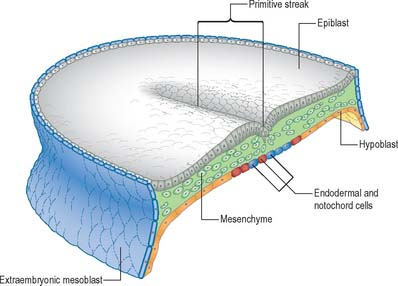 Primitive streak
Epiblast
Hypoblast
Endodermal and
notochord cells
Mesenchyme
Extraembryonic mesoblast